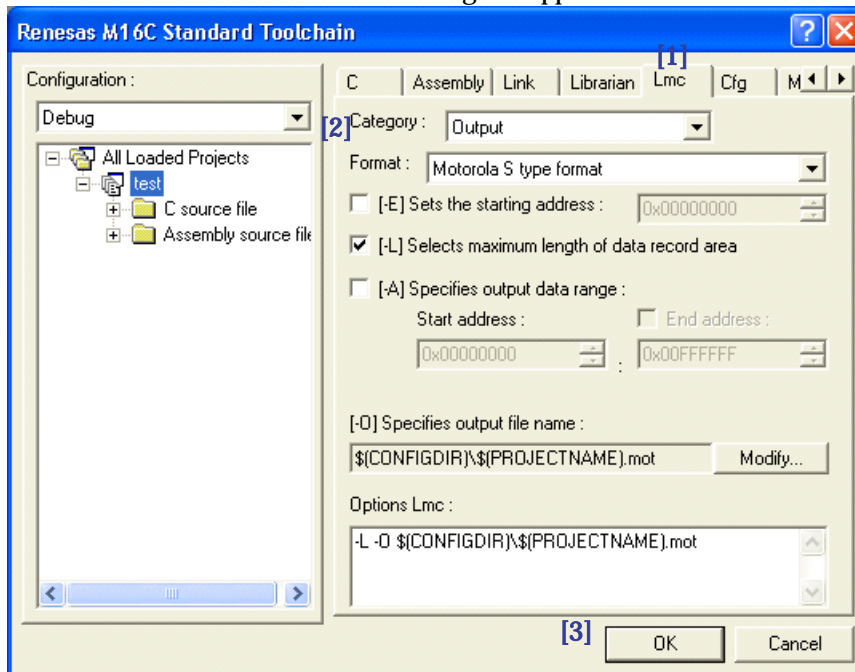 Renesas M16C Standard Toolchain
[1]
Configuration :
Debug
All Loaded Projects
test
C source file
Assembly source file
C Assembly Link Librarian Lmc Cfg M
[2] Category : Output
Format : Motorola S type format
[-E] Sets the starting address : 0x00000000
[-L] Selects maximum length of data record area
[-A] Specifies output data range :
Start address : End address :
0x00000000 : 0x00FFFFFF
[-O] Specifies output file name :
$(CONFIGDIR)\$(PROJECTNAME).mot Modify...
Options Lmc :
-L -O $(CONFIGDIR)\$(PROJECTNAME).mot
[3] OK Cancel